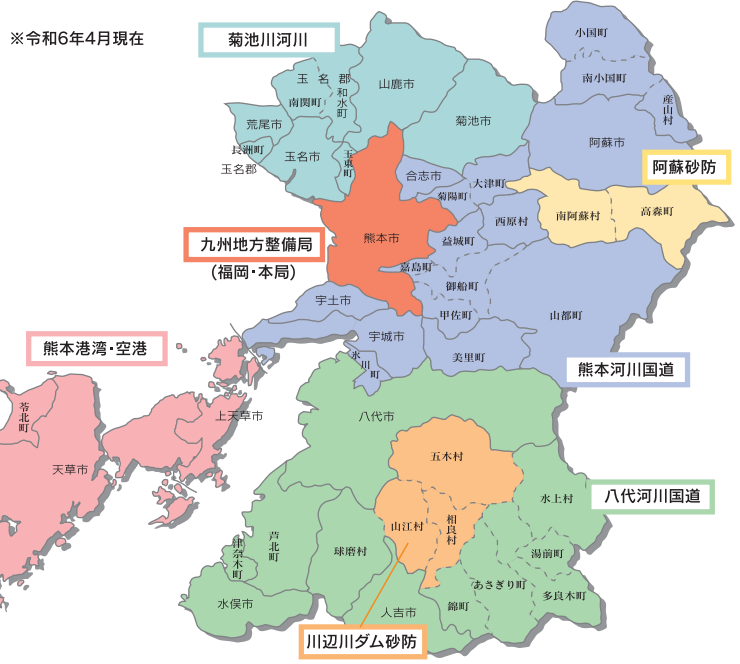 ※令和6年4月現在
菊池川河川
小国町
南小国町
産山村
玉名郡
和水町
南関町
山鹿市
菊池市
阿蘇市
荒尾市
長洲町
玉名郡
玉名市
玉東町
合志市
菊陽町
大津町
阿蘇砂防
南阿蘇村
高森町
西原村
九州地方整備局
(福岡・本局)
熊本市
益城町
嘉島町
御船町
甲佐町
山都町
宇土市
宇城市
氷川町
美里町
熊本港湾・空港
熊本河川国道
苓北町
上天草市
天草市
八代市
五木村
水上村
八代河川国道
山江村
相良村
湯前町
芦北町
津奈木町
球磨村
あさぎり町
多良木町
水俣市
人吉市
錦町
川辺川ダム砂防